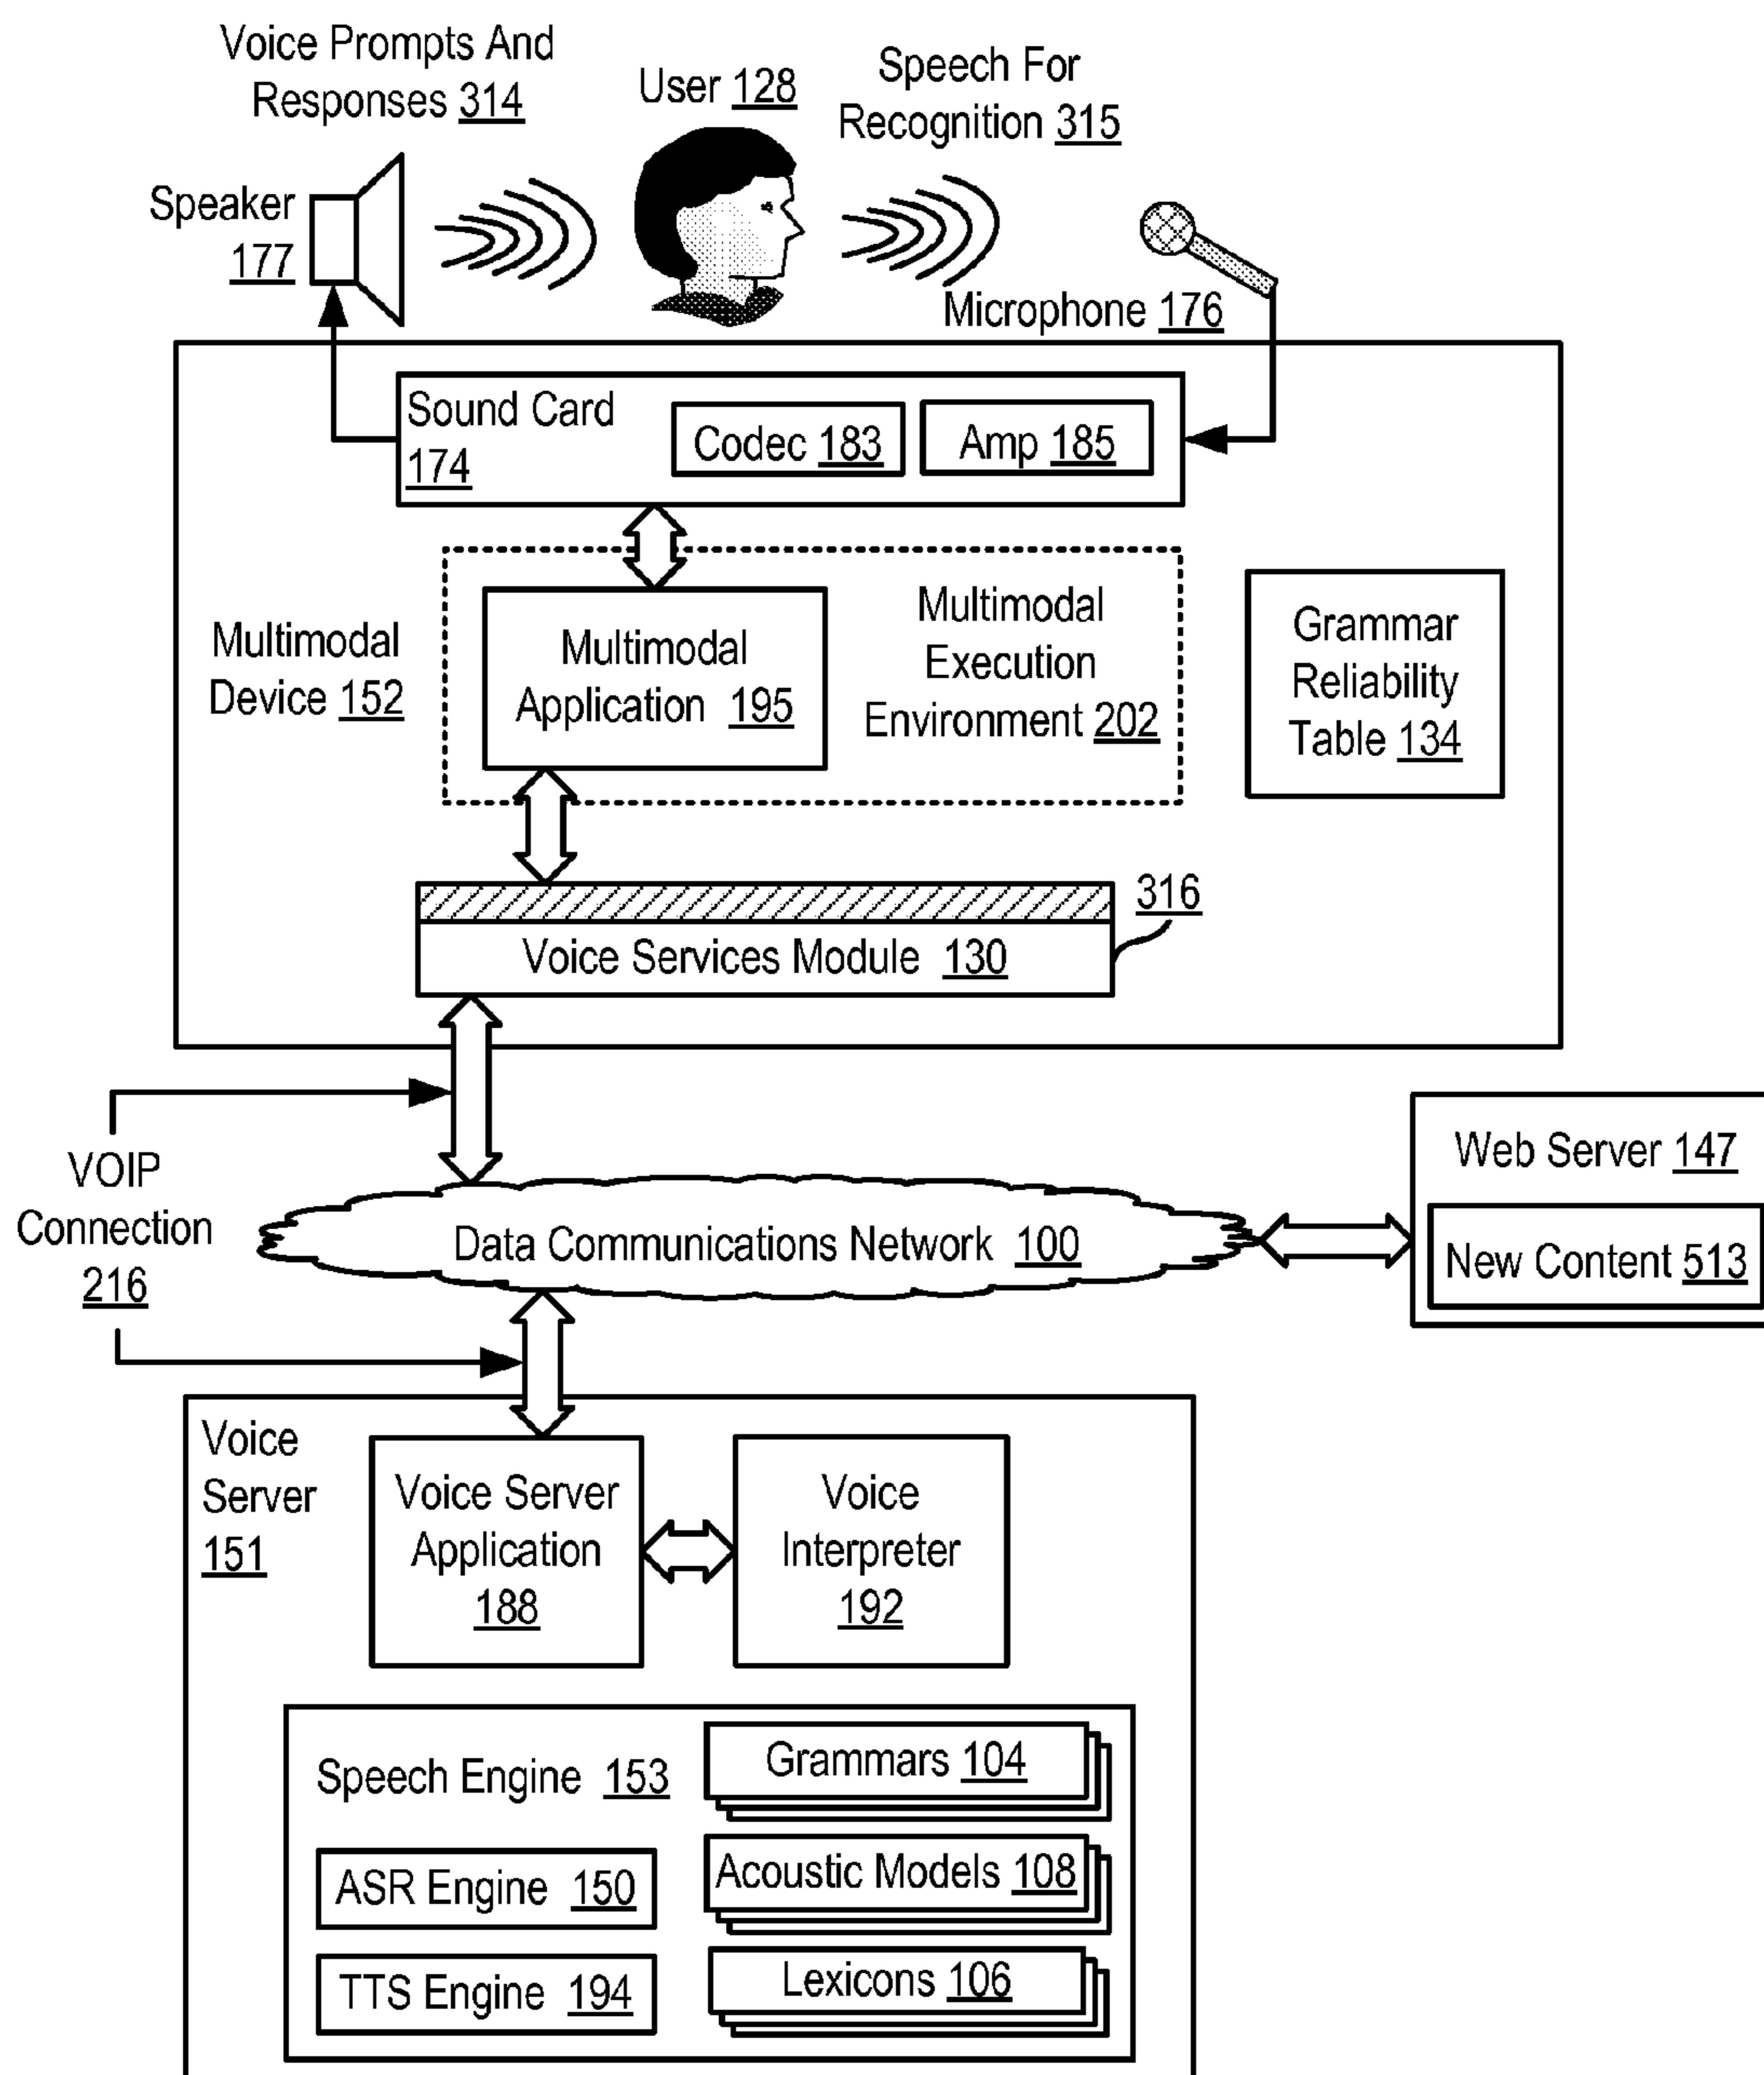 Voice Prompts And
Responses 314
User 128
Speech For
Recognition 315
Speaker
177
Microphone 176
Sound Card
174
Codec 183
Amp 185
Multimodal
Device 152
Multimodal
Application 195
Multimodal
Execution
Environment 202
Grammar
Reliability
Table 134
316
Voice Services Module 130
VOIP
Connection
216
Data Communications Network 100
Web Server 147
New Content 513
Voice
Server
151
Voice Server
Application
188
Voice
Interpreter
192
Speech Engine 153
Grammars 104
ASR Engine 150
Acoustic Models 108
TTS Engine 194
Lexicons 106